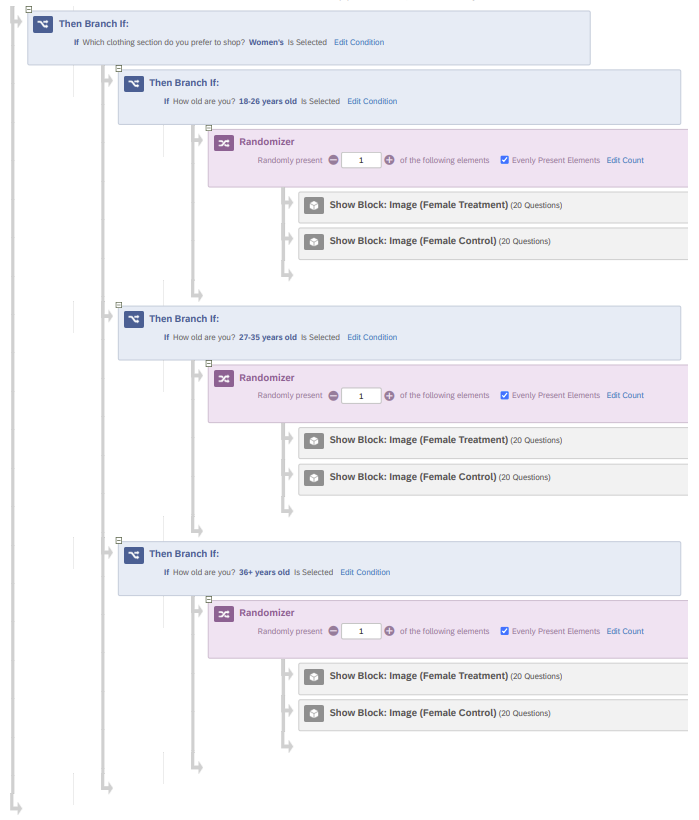 Then Branch If:
If Which clothing section do you prefer to shop? Women's Is Selected Edit Condition
Then Branch If:
If How old are you? 18-26 years old Is Selected Edit Condition
Randomizer
Randomly present 1 of the following elements Evenly Present Elements Edit Count
Show Block: Image (Female Treatment) (20 Questions)
Show Block: Image (Female Control) (20 Questions)
Then Branch If:
If How old are you? 27-35 years old Is Selected Edit Condition
Randomizer
Randomly present 1 of the following elements Evenly Present Elements Edit Count
Show Block: Image (Female Treatment) (20 Questions)
Show Block: Image (Female Control) (20 Questions)
Then Branch If:
If How old are you? 36+ years old Is Selected Edit Condition
Randomizer
Randomly present 1 of the following elements Evenly Present Elements Edit Count
Show Block: Image (Female Treatment) (20 Questions)
Show Block: Image (Female Control) (20 Questions)